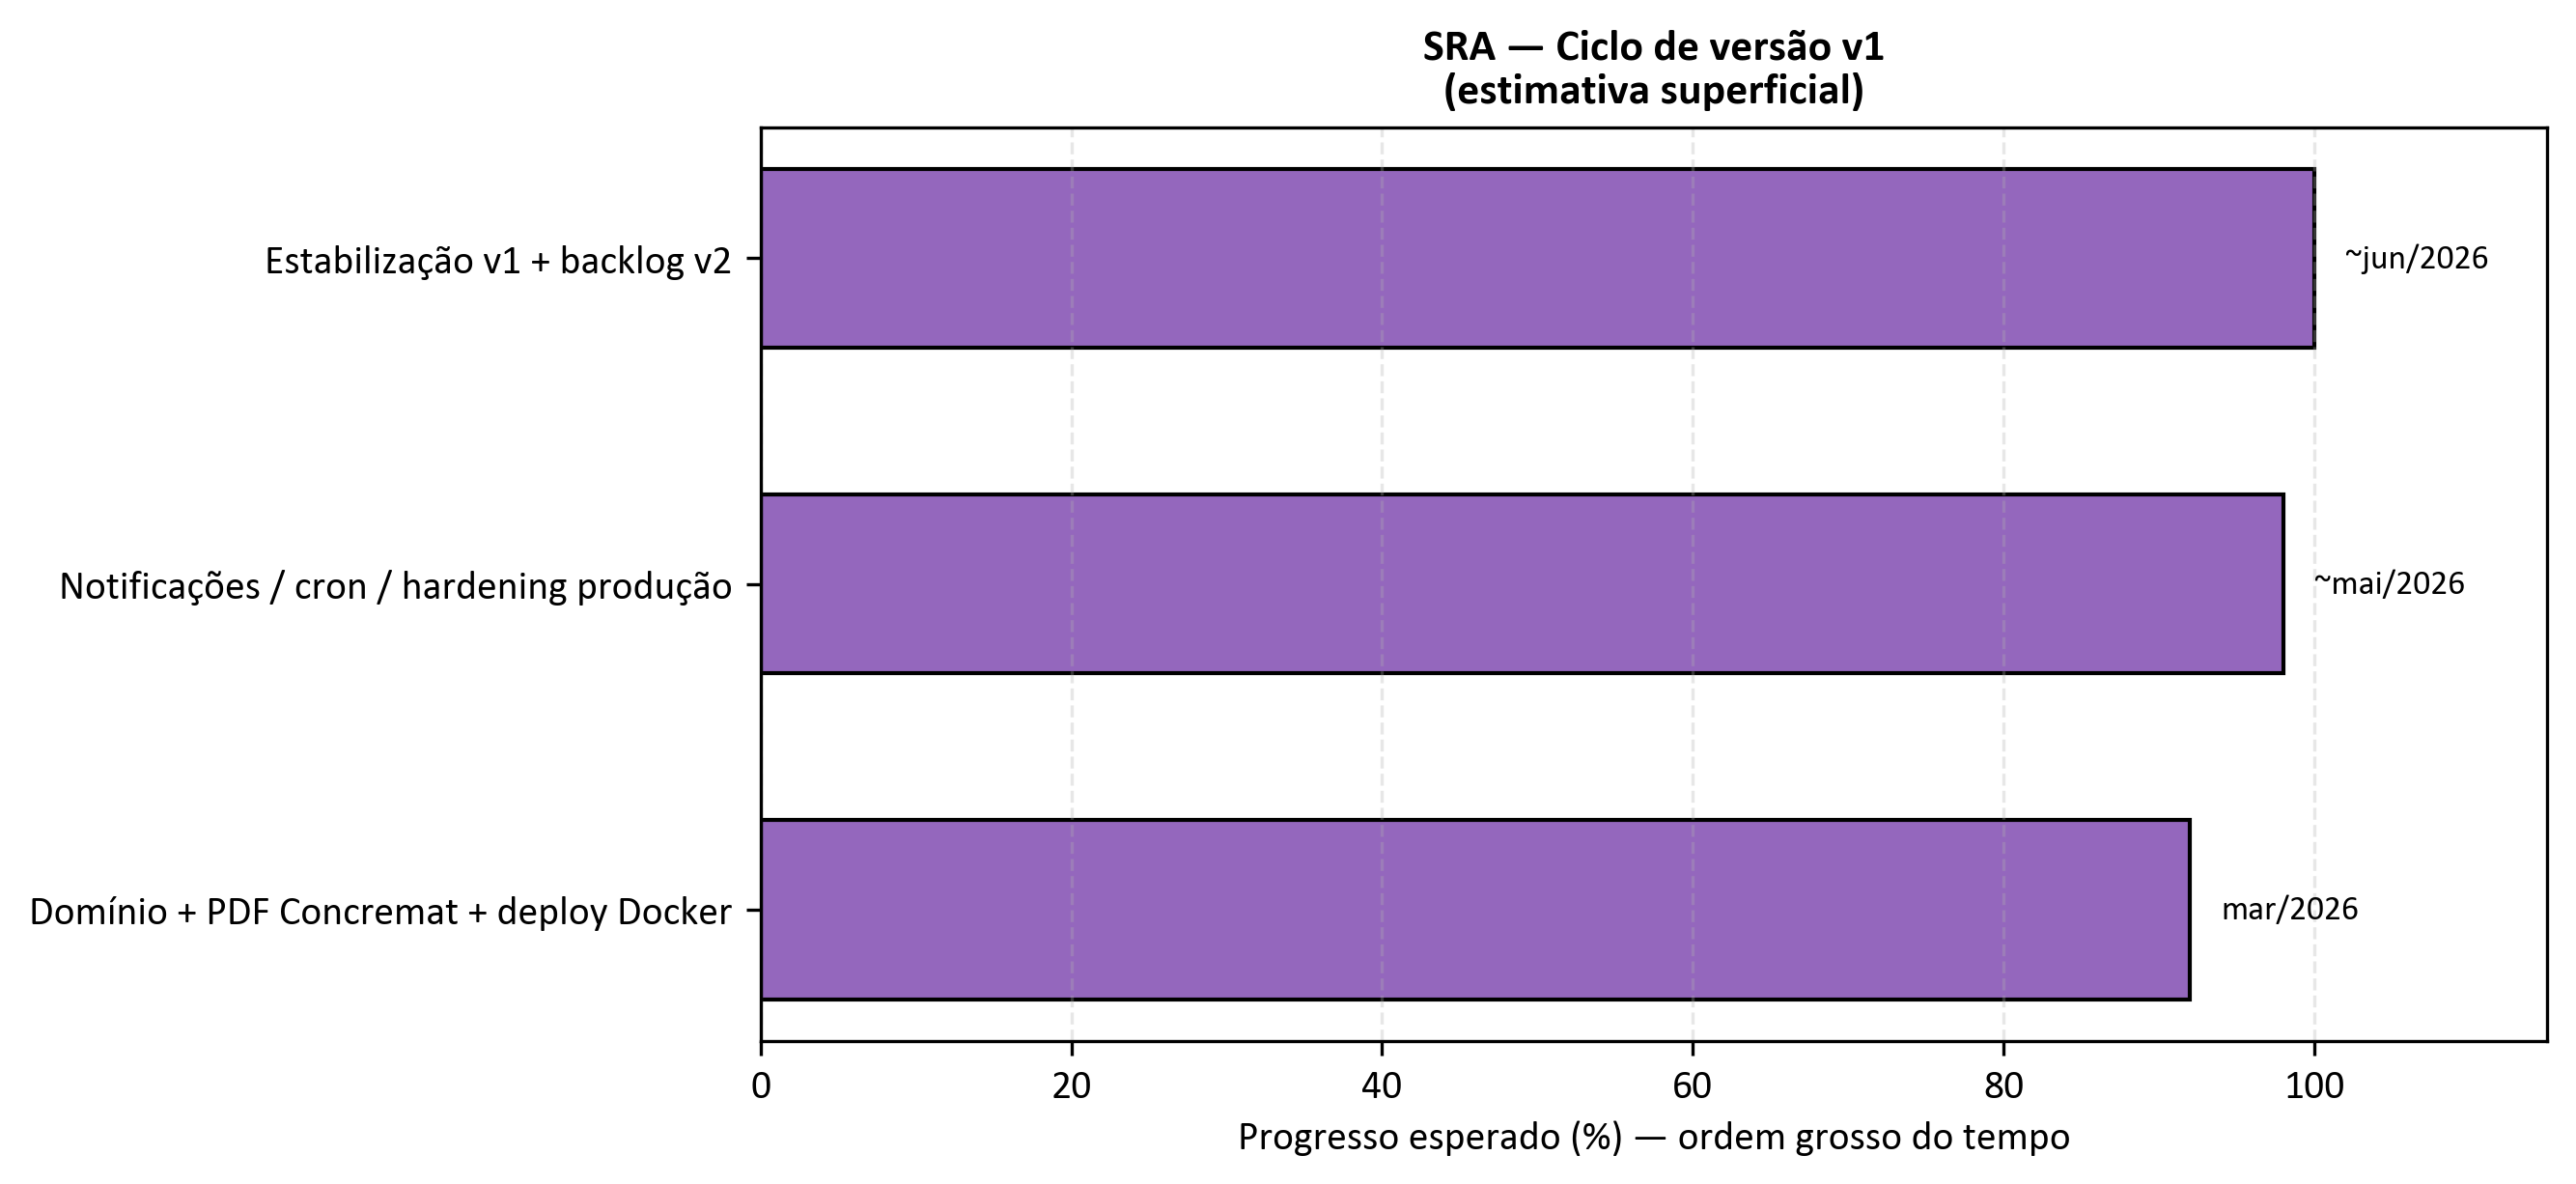 SRA — Ciclo de versão v1
(estimativa superficial)
Estabilização v1 + backlog v2
~jun/2026
Notificações / cron / hardening produção
~mai/2026
Domínio + PDF Concremat + deploy Docker
mar/2026
0 20 40 60 80 100
Progresso esperado (%) — ordem grosso do tempo